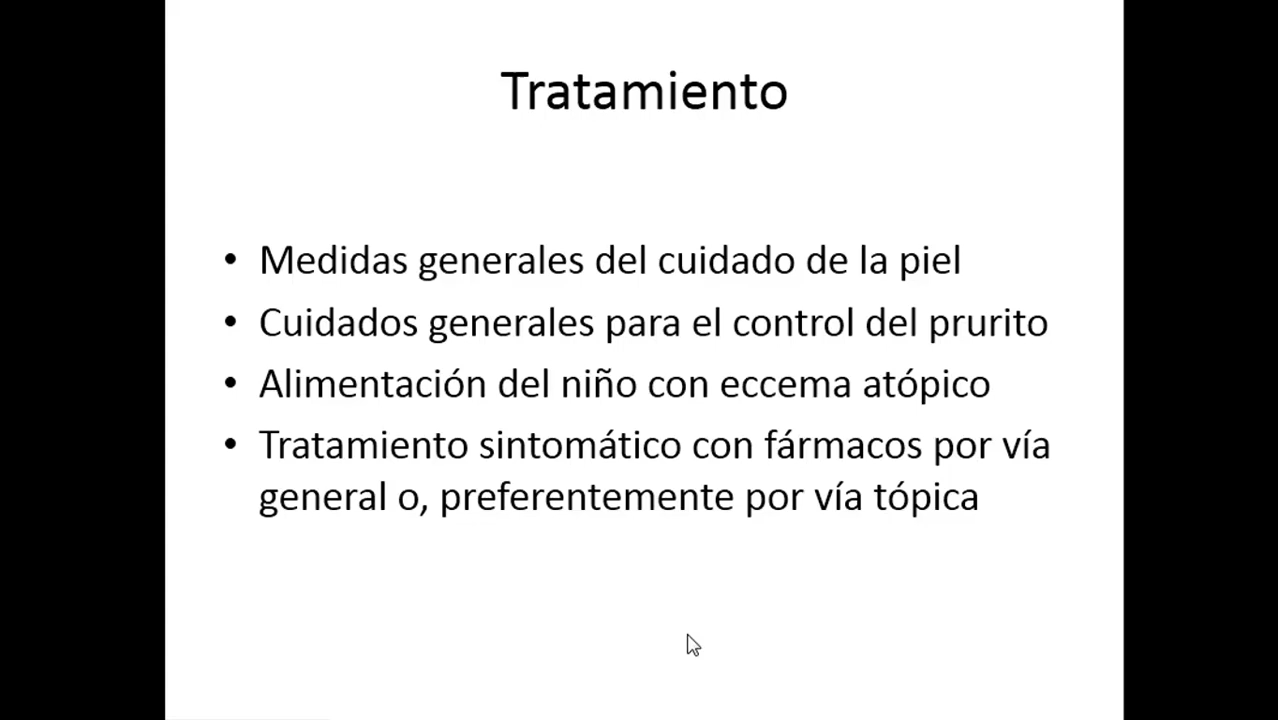 Tratamiento
• Medidas generales del cuidado de la piel
• Cuidados generales para el control del prurito
• Alimentación del niño con eccema atópico
• Tratamiento sintomático con fármacos por vía
general o, preferentemente por vía tópica